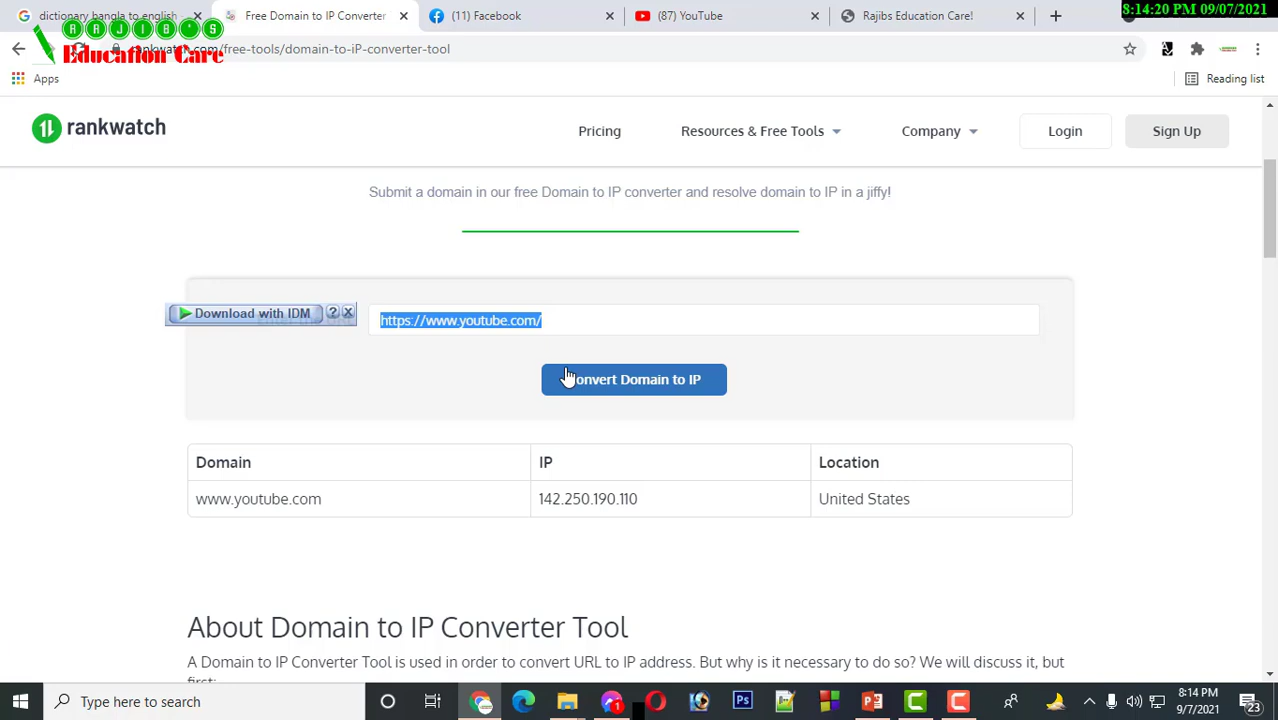 dictionary bangla to english
Free Domain to IP Converter
(11) Facebook
(87) YouTube
Rajibs Education Care!
8:14:20 PM 09/07/2021
RRJIB'S
Education Care
rankwatch.com/free-tools/domain-to-iP-converter-tool
Apps
Reading list
rankwatch
Pricing
Resources & Free Tools
Company
Login
Sign Up
Submit a domain in our free Domain to IP converter and resolve domain to IP in a jiffy!
Download with IDM
?
https://www.youtube.com/
Convert Domain to IP
Domain IP Location
www.youtube.com 142.250.190.110 United States
About Domain to IP Converter Tool
A Domain to IP Converter Tool is used in order to convert URL to IP address. But why is it necessary to do so? We will discuss it, but
first:
Type here to search
8:14 PM
9/7/2021
23